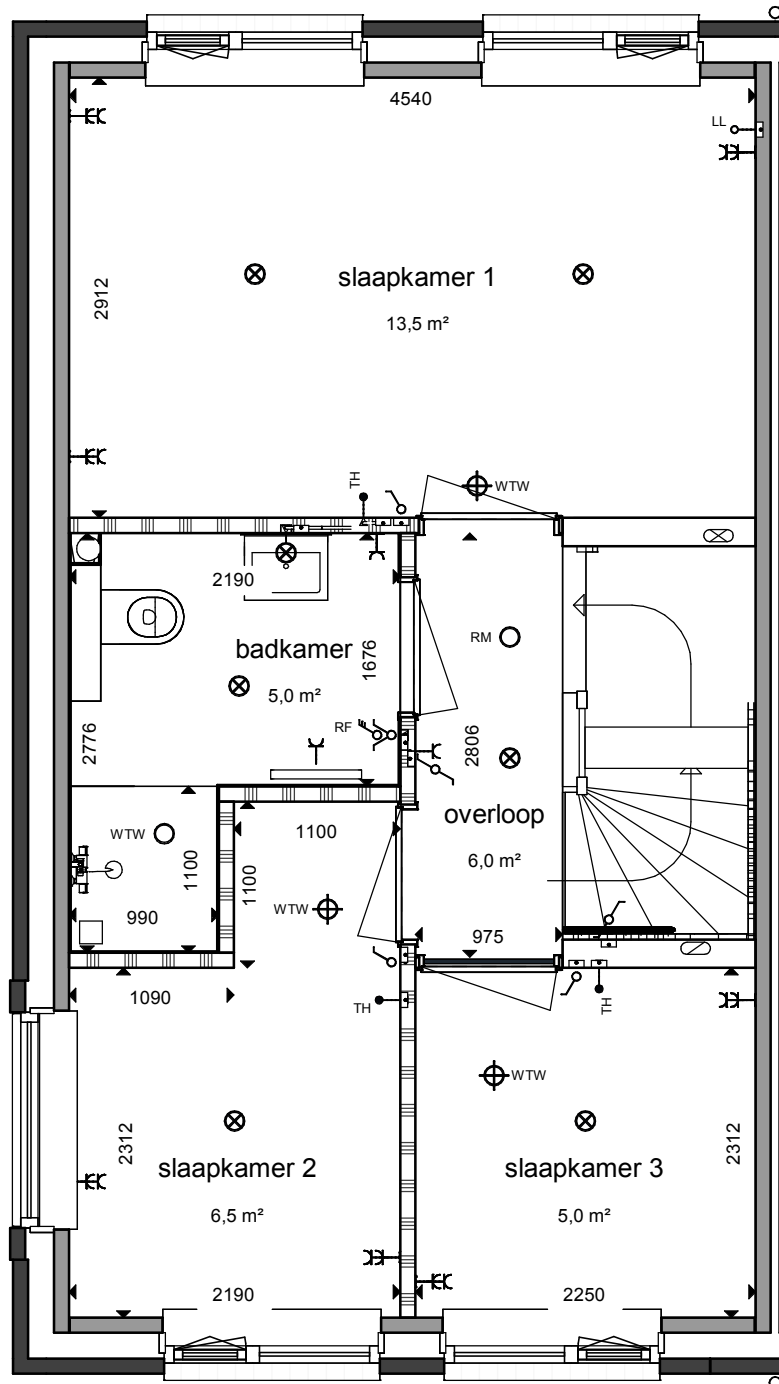 4540
LL
2912
slaapkamer 1
13,5 m²
TH
WTW
2190
badkamer
1676
5,0 m²
RM
2776
RF
2806
overloop
6,0 m²
WTW
1100
1100
1100
WTW
990
975
1090
TH
TH
WTW
2312
slaapkamer 2
6,5 m²
slaapkamer 3
5,0 m²
2312
2190
2250